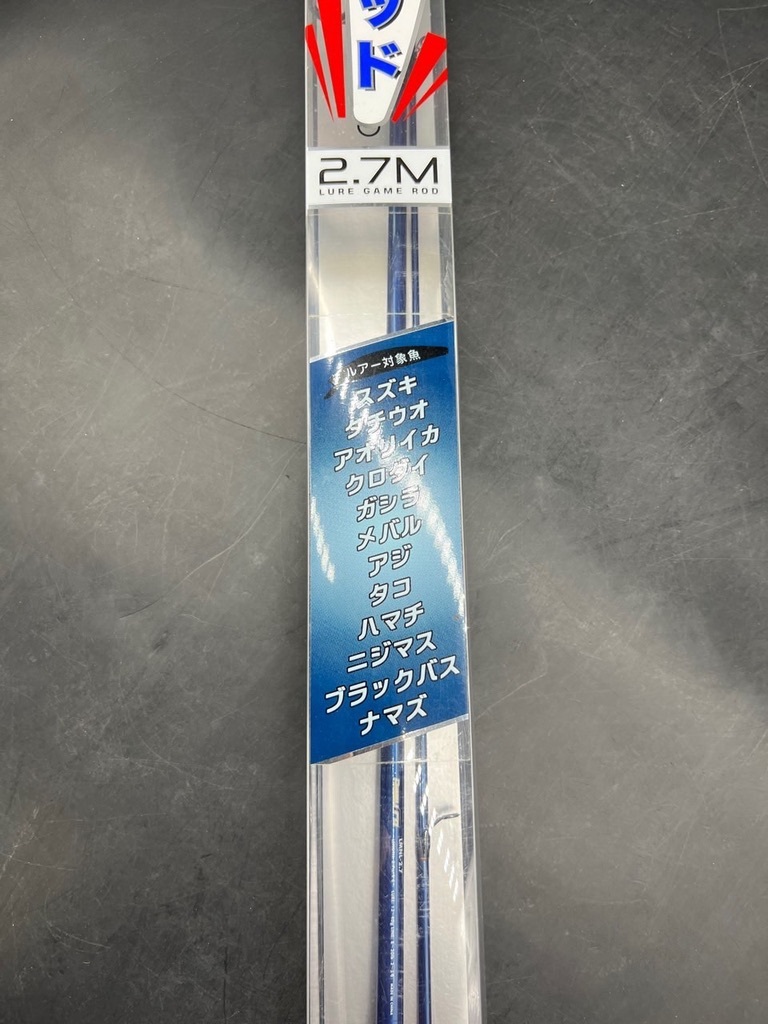 ッド
2.7M
LURE GAME ROD
ルアー対象魚
スズキ
タチウオ
アオリイカ
クロダイ
ガシラ
メバル
アジ
タコ
ハマチ
ニジマス
ブラックバス
ナマズ